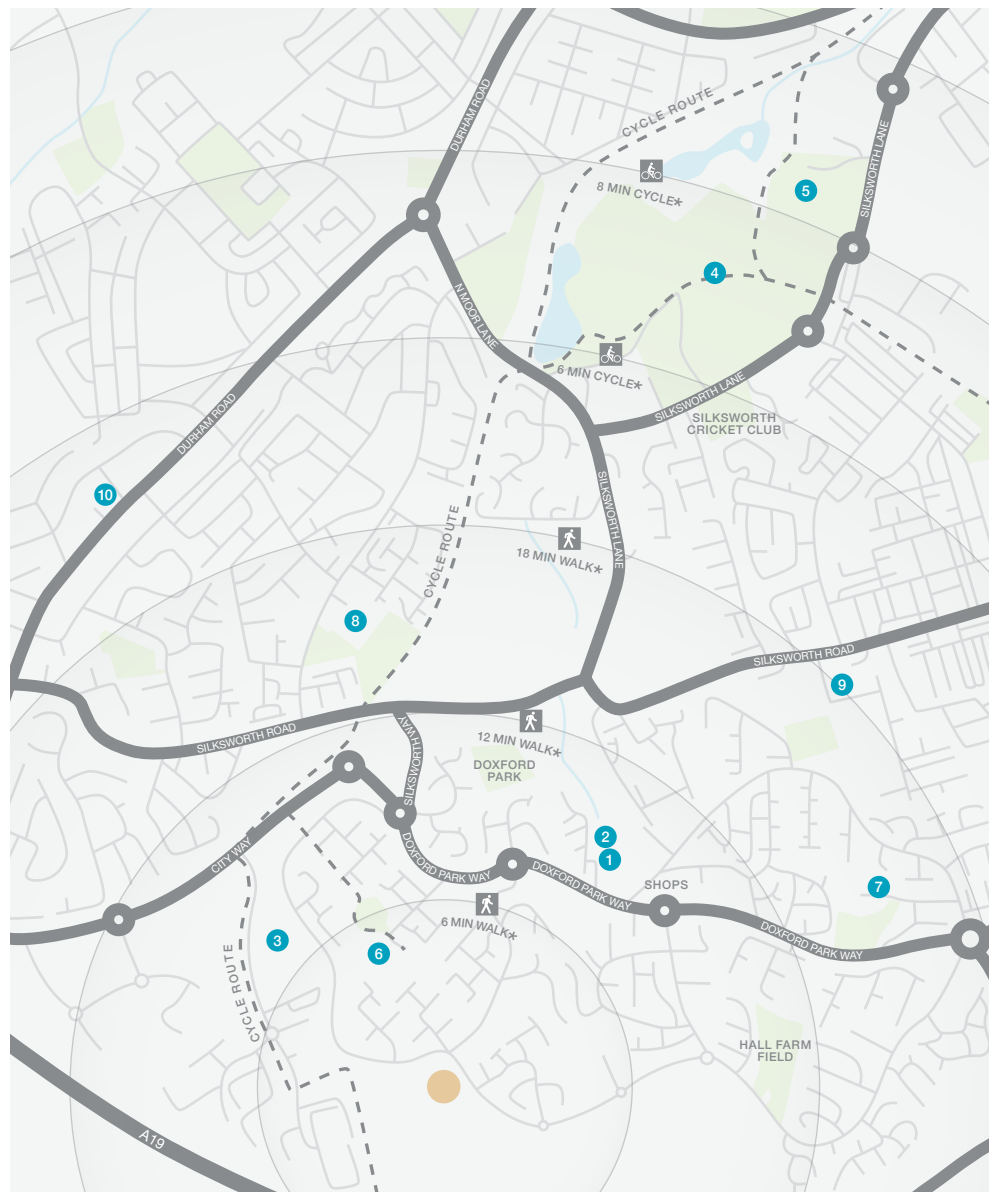 DURHAM ROAD
CYCLE ROUTE
SILKSWORTH LANE
8 MIN CYCLE*
5
4
N MOOR LANE
6 MIN CYCLE*
SILKSWORTH LANE
SILKSWORTH
CRICKET CLUB
DURHAM ROAD
10
SILKSWORTH LANE
CYCLE ROUTE
18 MIN WALK*
8
SILKSWORTH ROAD
9
SILKSWORTH ROAD
12 MIN WALK*
SILKSWORTH WAY
DOXFORD
PARK
2
1
CITY WAY
DOXFORD PARK WAY
DOXFORD PARK WAY
SHOPS
7
6 MIN WALK*
DOXFORD PARK WAY
3
6
CYCLE ROUTE
HALL FARM
FIELD
A19